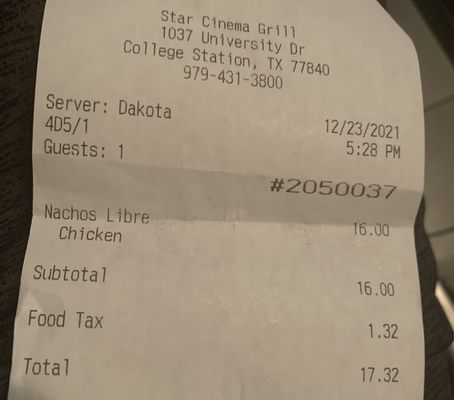 Star Cinema Grill
1037 University Dr
College Station, TX 77840
979-431-3800
Server: Dakota 12/23/2021
4D5/1 5:28 PM
Guests: 1
#2050037
Nachos Libre 16.00
Chicken
Subtotal 16.00
Food Tax 1.32
Total 17.32